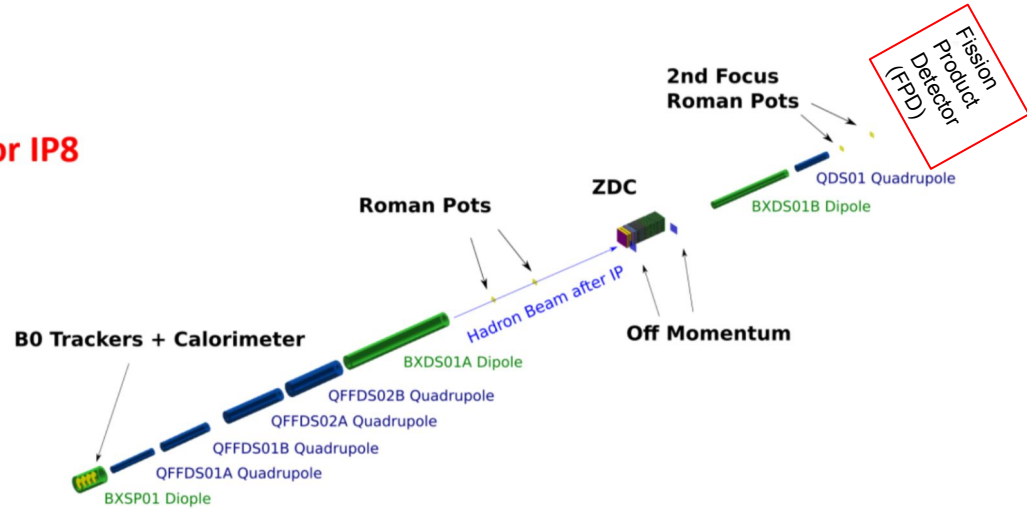 or IP8
Fission
Product
Detector
(FPD)
2nd Focus
Roman Pots
QDS01 Quadrupole
BXDS01B Dipole
ZDC
Roman Pots
Hadron Beam after IP
Off Momentum
B0 Trackers + Calorimeter
BXDS01A Dipole
QFFDS02B Quadrupole
QFFDS02A Quadrupole
QFFDS01B Quadrupole
QFFDS01A Quadrupole
BXSP01 Diople